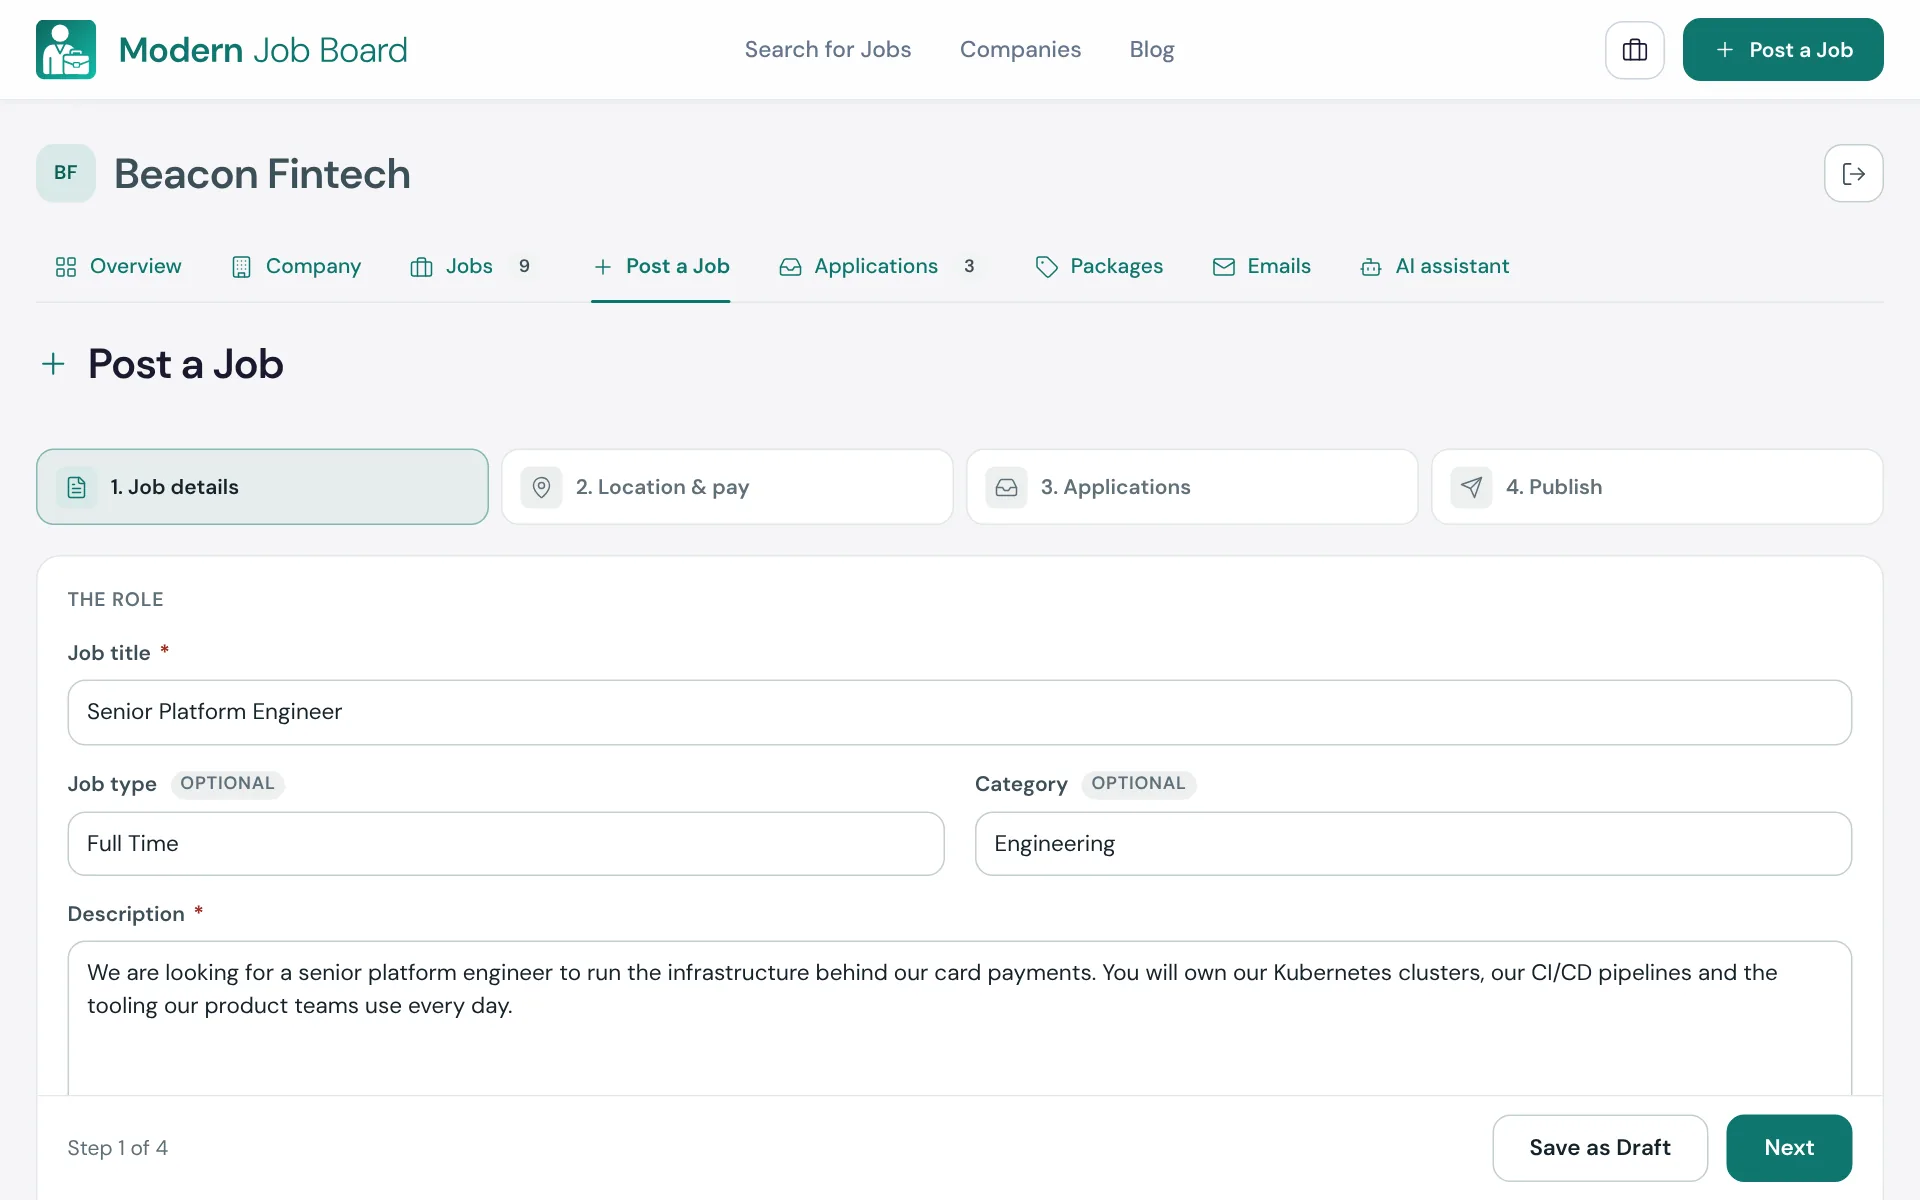 Modern Job Board
Search for Jobs
Companies
Blog
Post a Job
BF
Beacon Fintech
Overview
Company
Jobs 9
Post a Job
Applications 3
Packages
Emails
AI assistant
Post a Job
1. Job details
2. Location & pay
3. Applications
4. Publish
THE ROLE
Job title *
Senior Platform Engineer
Job type OPTIONAL
Full Time
Category OPTIONAL
Engineering
Description *
We are looking for a senior platform engineer to run the infrastructure behind our card payments. You will own our Kubernetes clusters, our CI/CD pipelines and the
tooling our product teams use every day.
Step 1 of 4
Save as Draft
Next